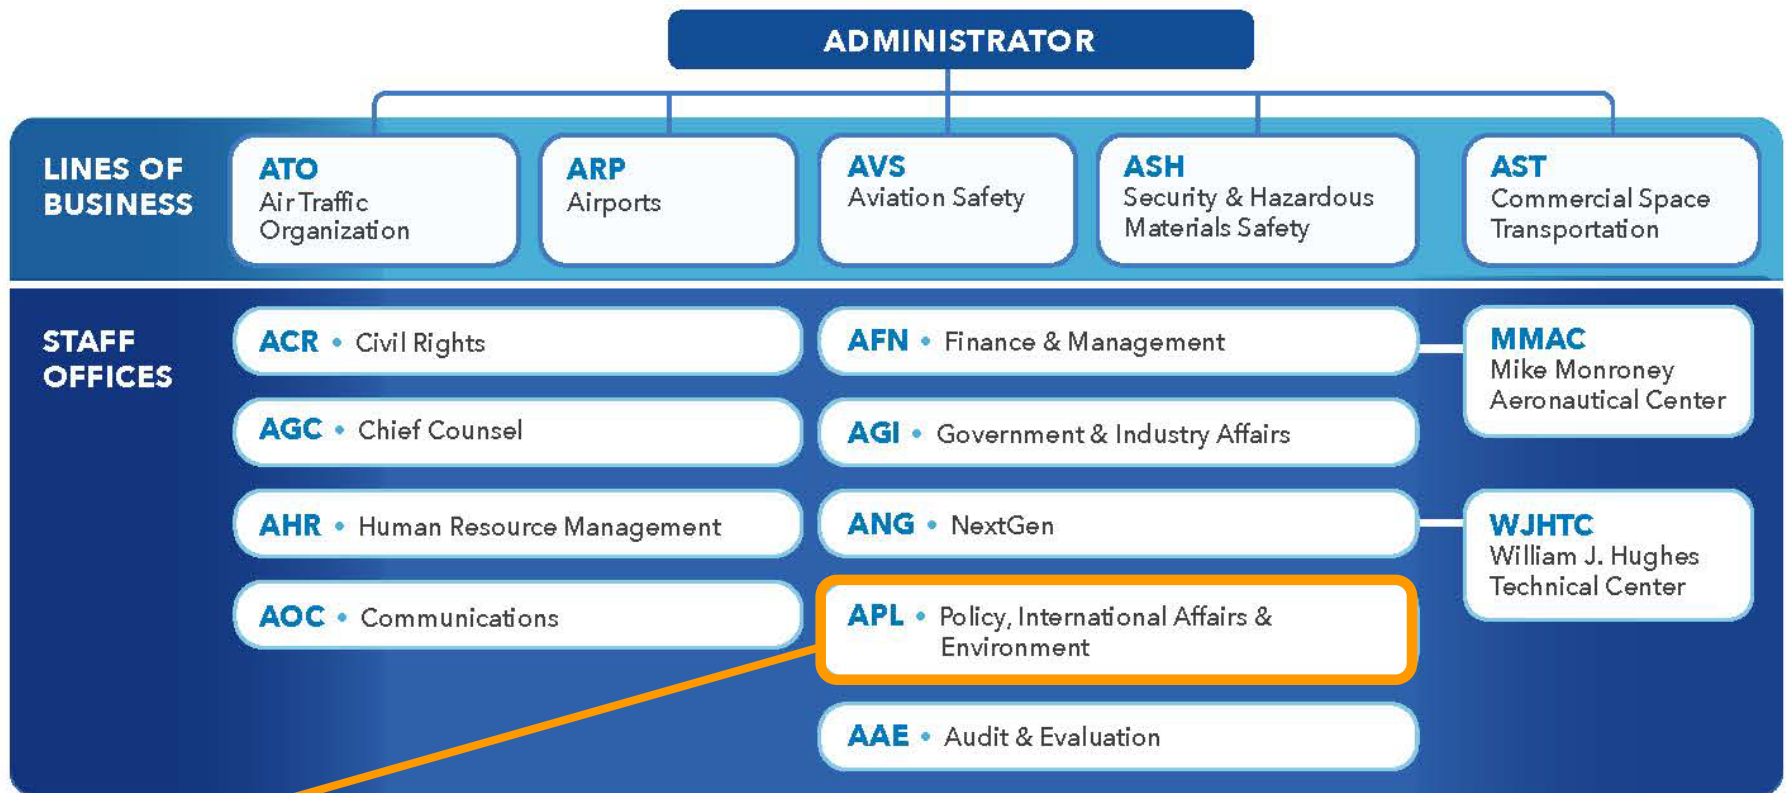 ADMINISTRATOR
LINES OF
BUSINESS
ATO
Air Traffic
Organization
ARP
Airports
AVS
Aviation Safety
ASH
Security & Hazardous
Materials Safety
AST
Commercial Space
Transportation
STAFF
OFFICES
ACR • Civil Rights
AGC • Chief Counsel
AHR • Human Resource Management
AOC • Communications
AFN • Finance & Management
AGI • Government & Industry Affairs
ANG • NextGen
APL • Policy, International Affairs &
Environment
AAE • Audit & Evaluation
MMAC
Mike Monroney
Aeronautical Center
WJHTC
William J. Hughes
Technical Center